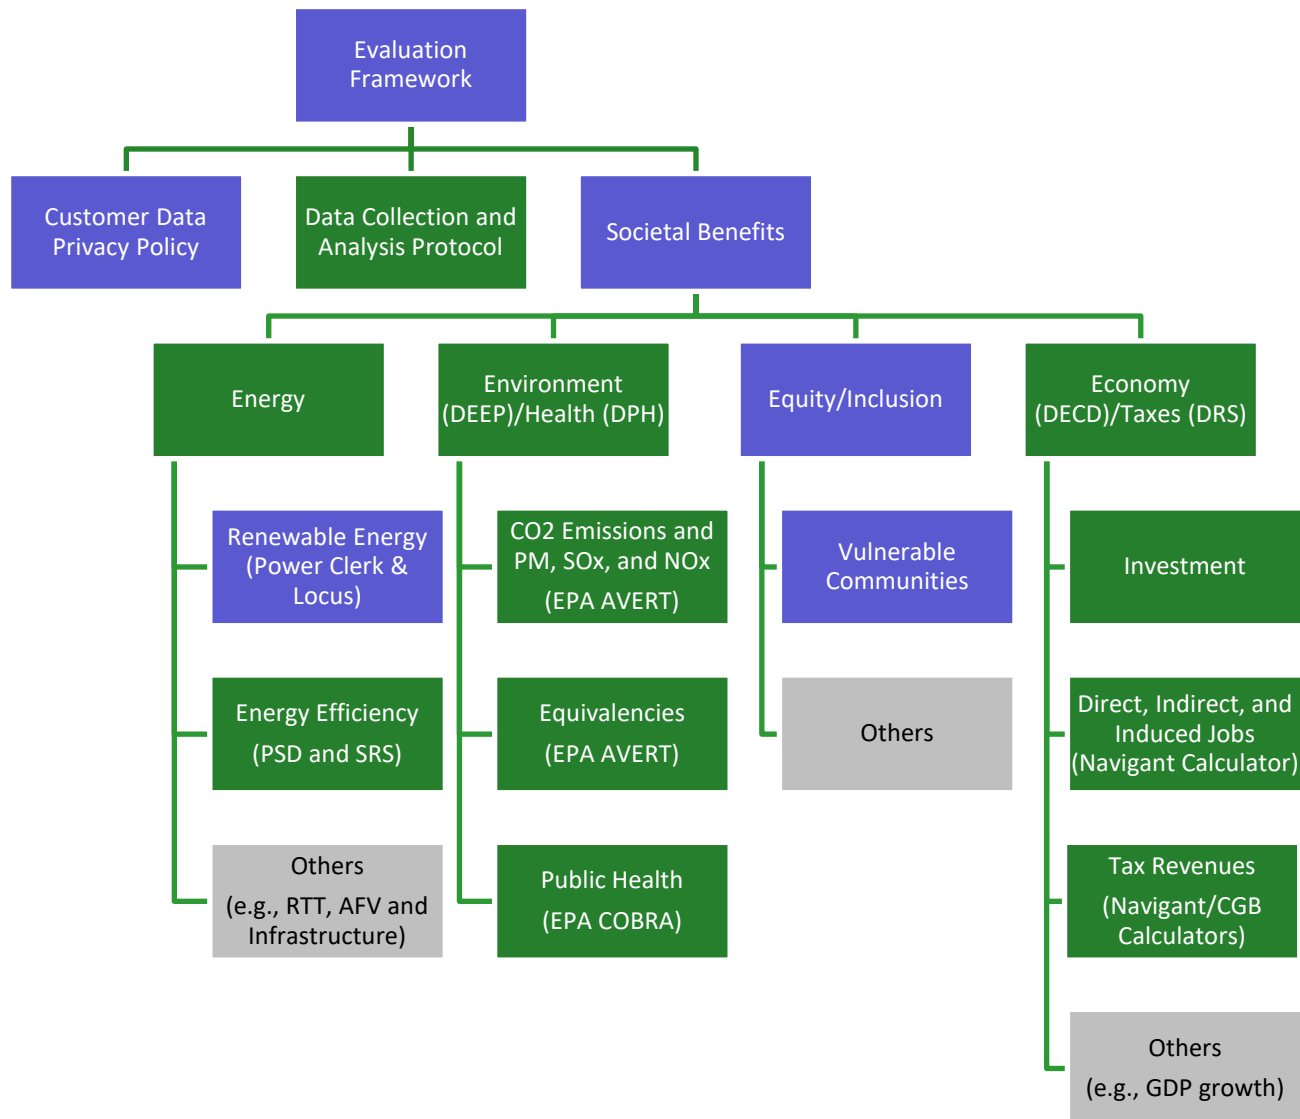 Evaluation
Framework
Customer Data
Privacy Policy
Data Collection and
Analysis Protocol
Societal Benefits
Energy
Environment
(DEEP)/Health (DPH)
Equity/Inclusion
Economy
(DECD)/Taxes (DRS)
Renewable Energy
(Power Clerk &
Locus)
CO2 Emissions and
PM, SOx, and NOx
(EPA AVERT)
Vulnerable
Communities
Investment
Energy Efficiency
(PSD and SRS)
Equivalencies
(EPA AVERT)
Others
Direct, Indirect, and
Induced Jobs
(Navigant Calculator)
Others
(e.g., RTT, AFV and
Infrastructure)
Public Health
(EPA COBRA)
Tax Revenues
(Navigant/CGB
Calculators)
Others
(e.g., GDP growth)